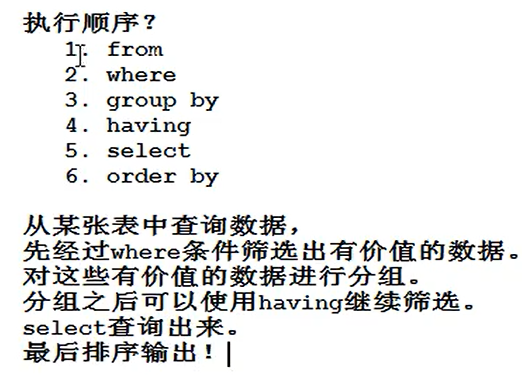 执行顺序？
1. from
2. where
3. group by
4. having
5. select
6. order by
从某张表中查询数据，
先经过where条件筛选出有价值的数据。
对这些有价值的数据进行分组。
分组之后可以使用having继续筛选。
select查询出来。
最后排序输出！